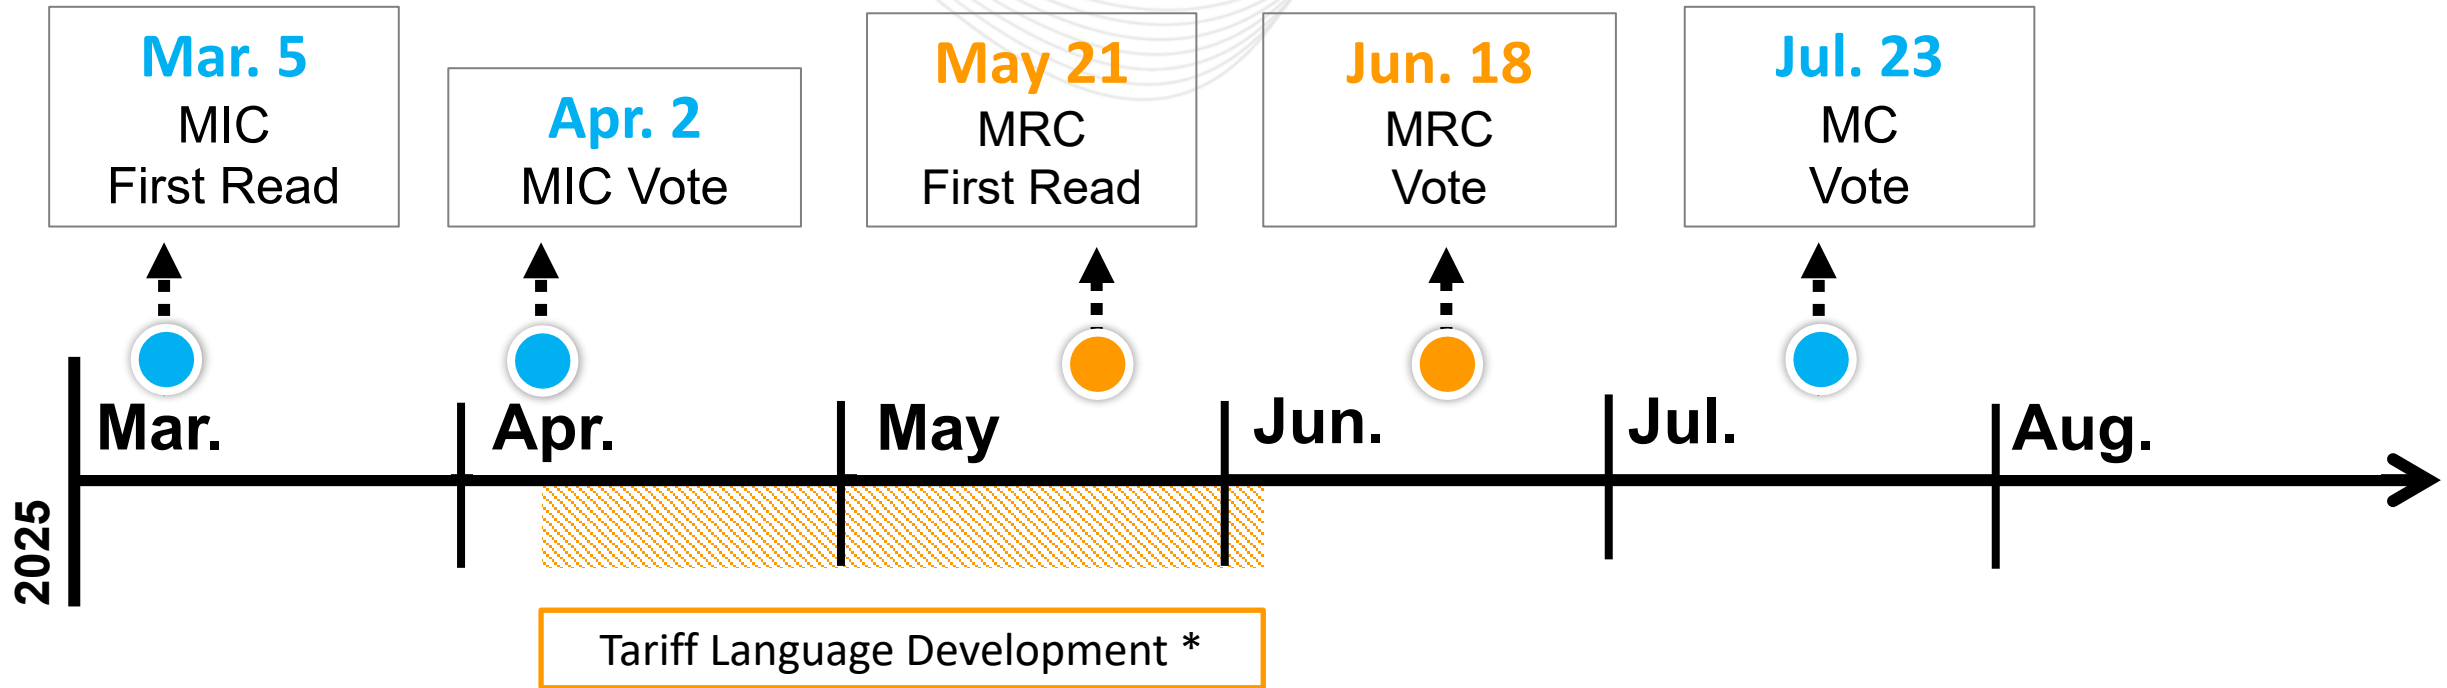 Mar. 5
MIC
First Read
Apr. 2
MIC Vote
May 21
MRC
First Read
Jun. 18
MRC
Vote
Jul. 23
MC
Vote
Mar.
Apr.
May
Jun.
Jul.
Aug.
2025
Tariff Language Development *